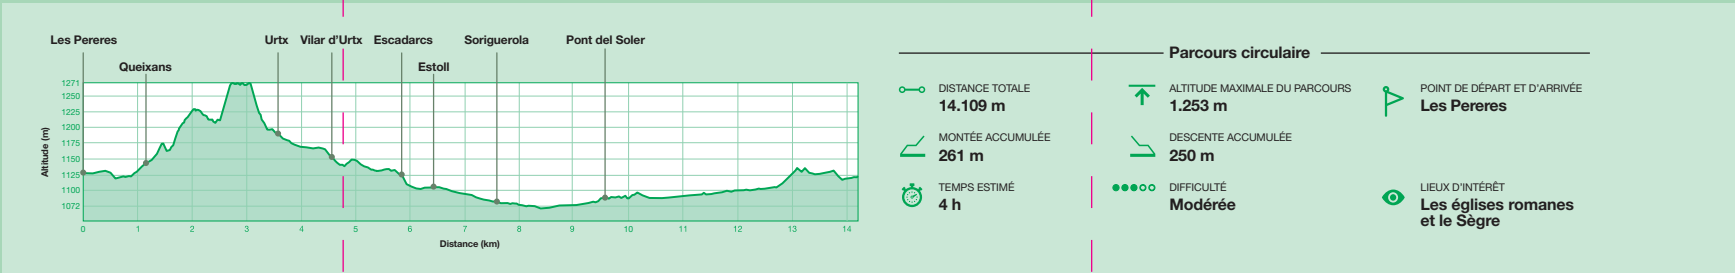 Les Pereres
Urtx
Vilar d'Urtx
Escadarcs
Soriguerola
Pont del Soler
Queixans
Estoll
Altitude (m)
1271
1250
1225
1200
1175
1150
1125
1100
1072
0 1 2 3 4 5 6 7 8 9 10 11 12 13 14
Distance (km)
Parcours circulaire
DISTANCE TOTALE
14.109 m
ALTITUDE MAXIMALE DU PARCOURS
1.253 m
POINT DE DÉPART ET D'ARRIVÉE
Les Pereres
MONTÉE ACCUMULÉE
261 m
DESCENTE ACCUMULÉE
250 m
TEMPS ESTIMÉ
4 h
DIFFICULTÉ
Modérée
LIEUX D'INTÉRÊT
Les églises romanes
et le Sègre